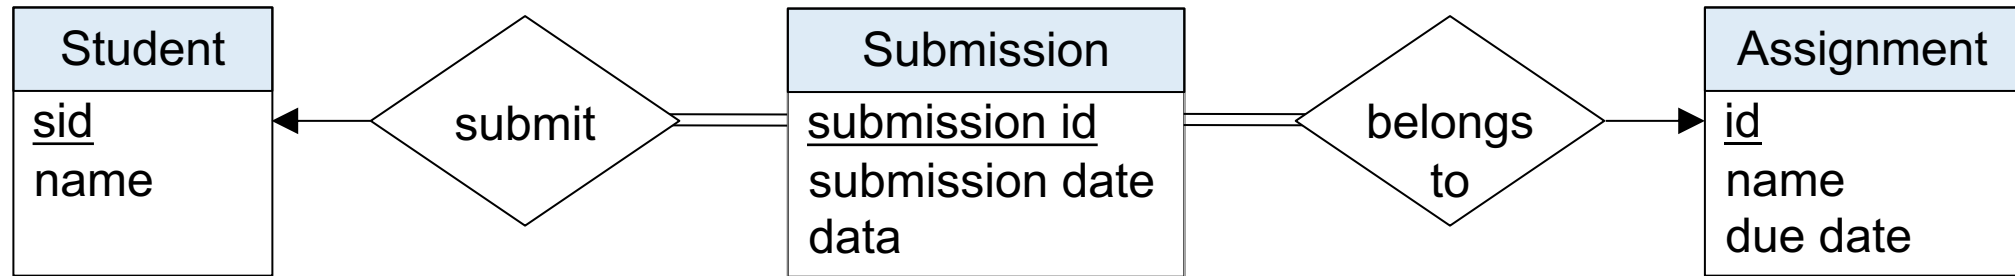 Student
sid
name
submit
Submission
submission id
submission date
data
belongs
to
Assignment
id
name
due date